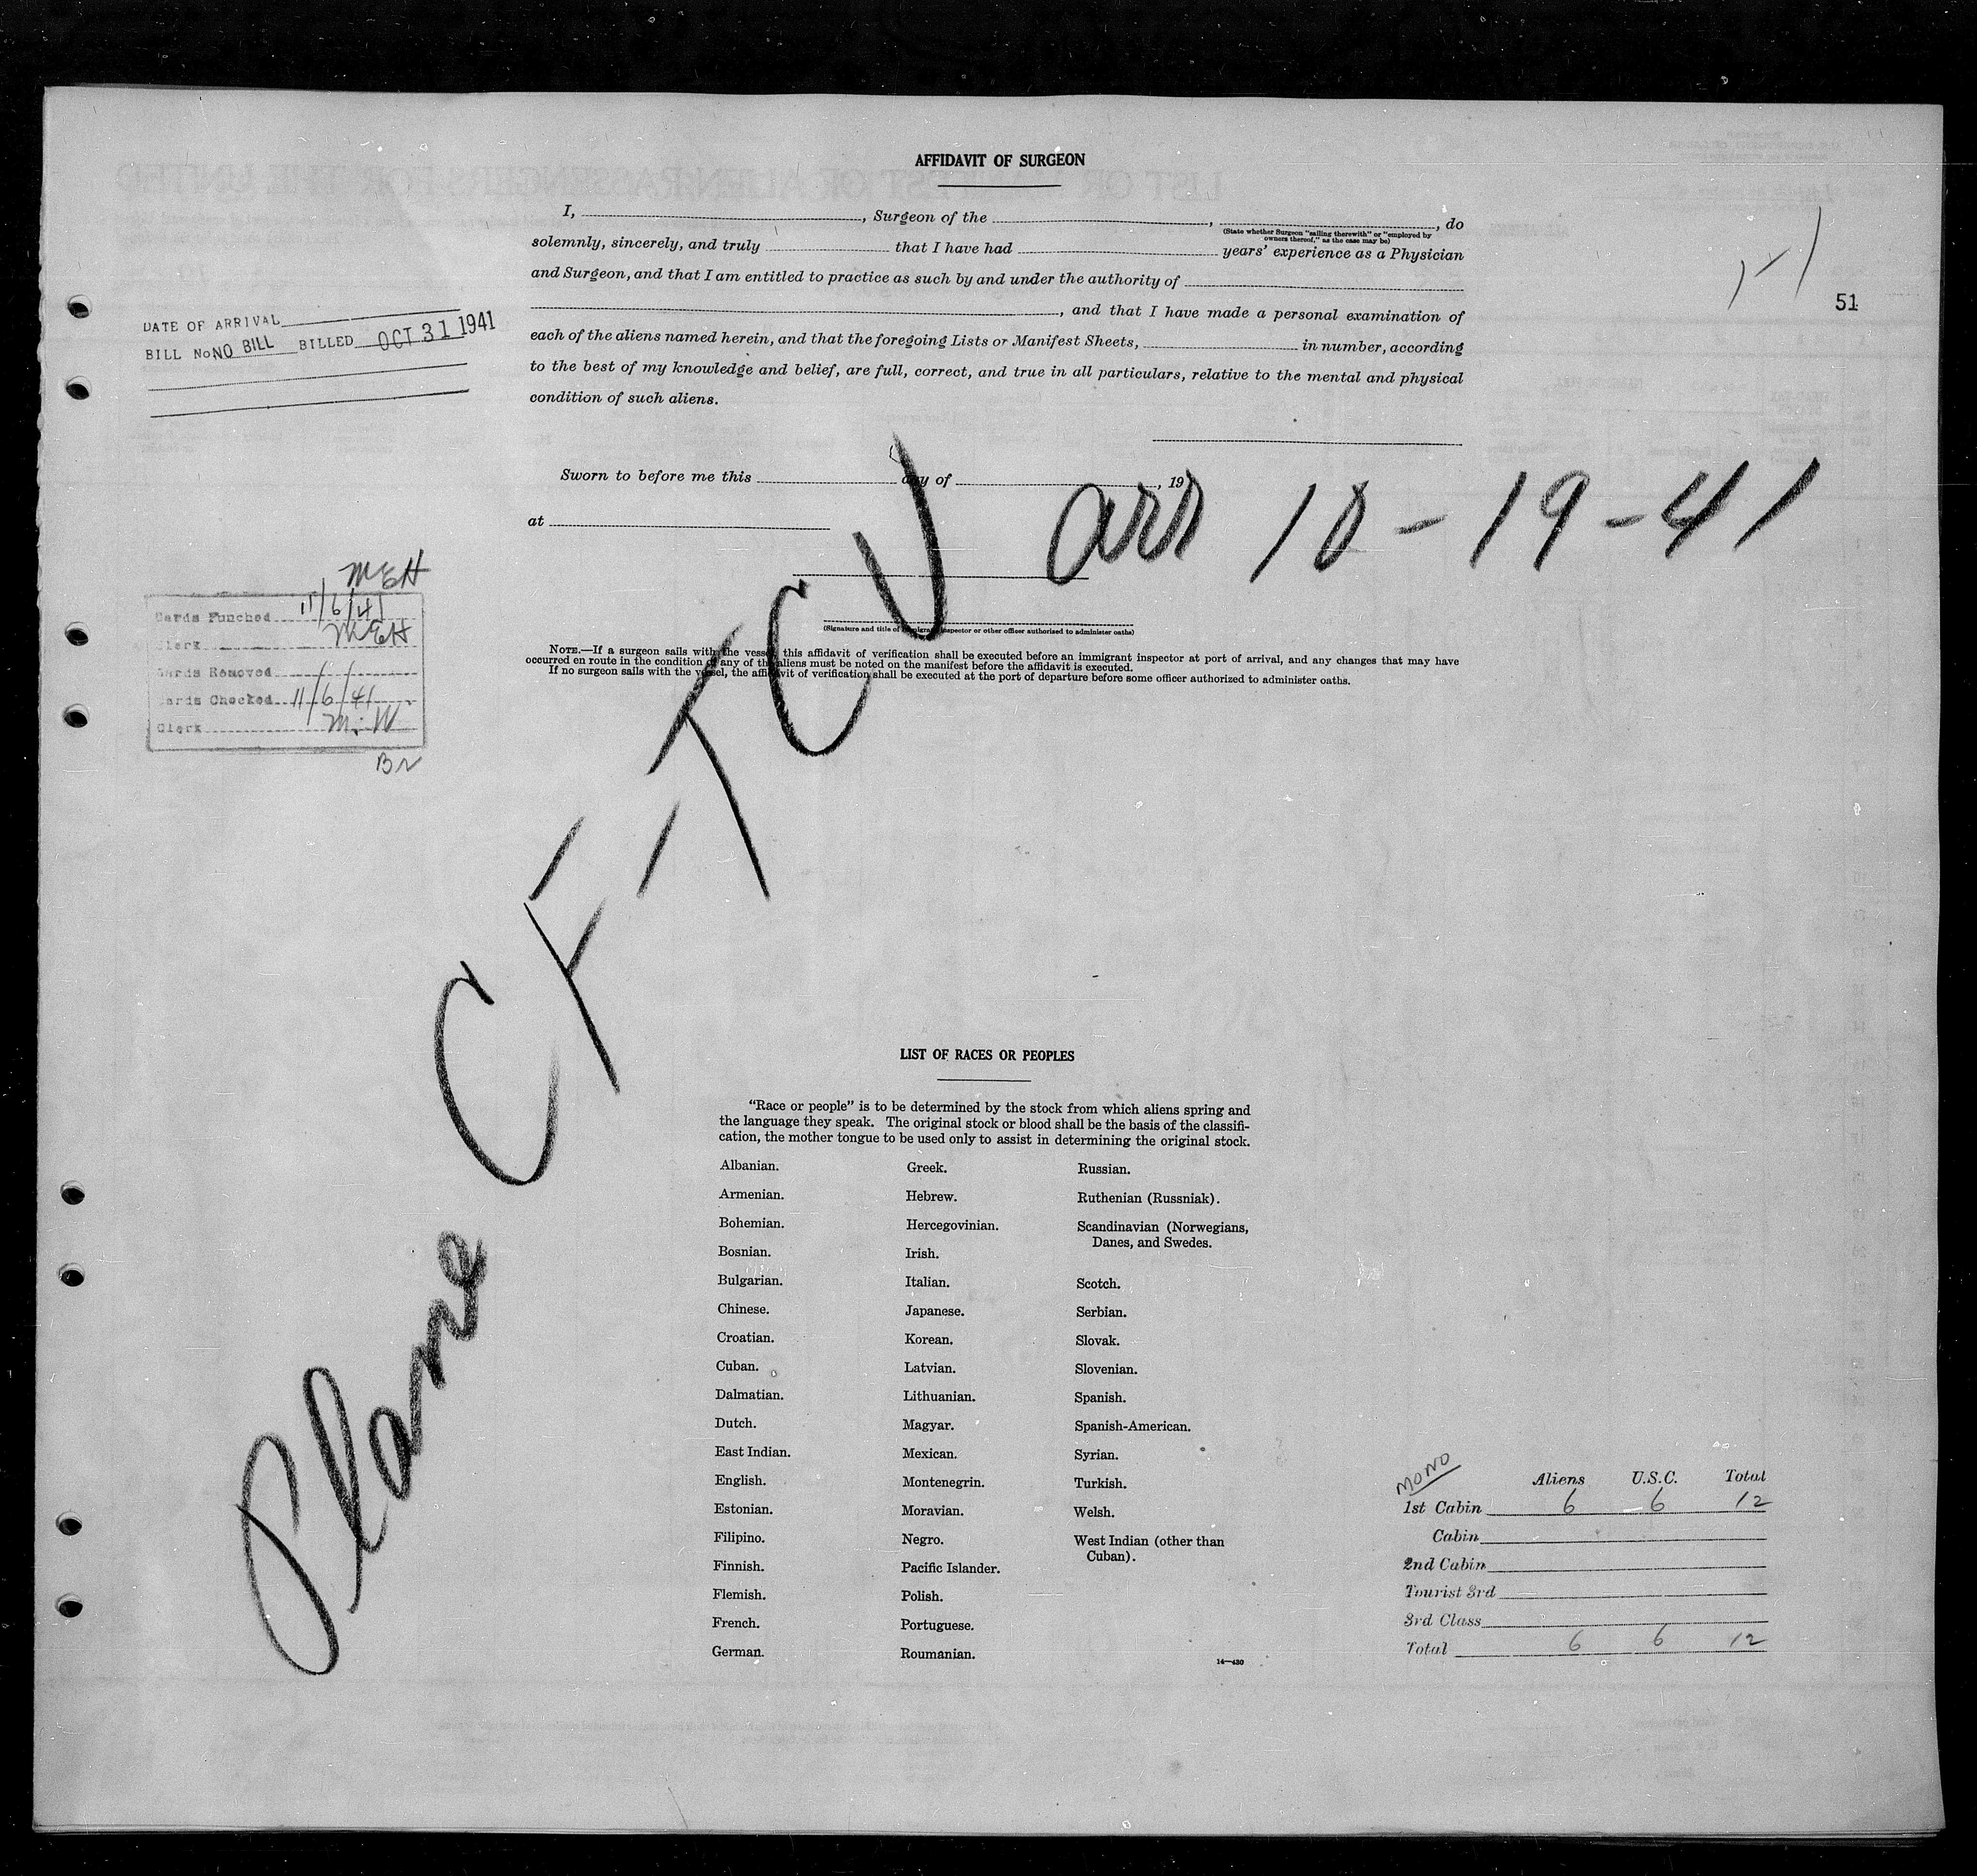 AFFIDAVIT OF SURGEON
I, , Surgeon of the , , do
(State whether Surgeon "sailing therewith" or "employed by
owners thereof," as the case may be)
solemnly, sincerely, and truly that I have had years' experience as a Physician
and Surgeon, and that I am entitled to practice as such by and under the authority of
, and that I have made a personal examination of
each of the aliens named herein, and that the foregoing Lists or Manifest Sheets, in number, according
to the best of my knowledge and belief, are full, correct, and true in all particulars, relative to the mental and physical
condition of such aliens.
51
DATE OF ARRIVAL
BILL No NO BILL BILLED OCT 31 1941
Sworn to before me this day of , 19
at
arr 10-19-41
(Signature and title of immigrant inspector or other officer authorized to administer oaths)
NOTE.—If a surgeon sails with the vessel, this affidavit of verification shall be executed before an immigrant inspector at port of arrival, and any changes that may have
occurred en route in the condition of any of the aliens must be noted on the manifest before the affidavit is executed.
If no surgeon sails with the vessel, the affidavit of verification shall be executed at the port of departure before some officer authorized to administer oaths.
MEH
Cards Punched 11/6/41
Clerk MEH
Cards Removed / /
Cards Checked 11/6/41
Clerk M.W
Plane CF-TCU
LIST OF RACES OR PEOPLES
"Race or people" is to be determined by the stock from which aliens spring and
the language they speak. The original stock or blood shall be the basis of the classifi-
cation, the mother tongue to be used only to assist in determining the original stock.
Albanian.
Armenian.
Bohemian.
Bosnian.
Bulgarian.
Chinese.
Croatian.
Cuban.
Dalmatian.
Dutch.
East Indian.
English.
Estonian.
Filipino.
Finnish.
Flemish.
French.
German.
Greek.
Hebrew.
Hercegovinian.
Irish.
Italian.
Japanese.
Korean.
Latvian.
Lithuanian.
Magyar.
Mexican.
Montenegrin.
Moravian.
Negro.
Pacific Islander.
Polish.
Portuguese.
Roumanian.
Russian.
Ruthenian (Russniak).
Scandinavian (Norwegians,
Danes, and Swedes.
Scotch.
Serbian.
Slovak.
Slovenian.
Spanish.
Spanish-American.
Syrian.
Turkish.
Welsh.
West Indian (other than
Cuban).
14—430
MONO
Aliens U.S.C. Total
1st Cabin 6 6 12
Cabin
2nd Cabin
Tourist 3rd
3rd Class
Total 6 6 12